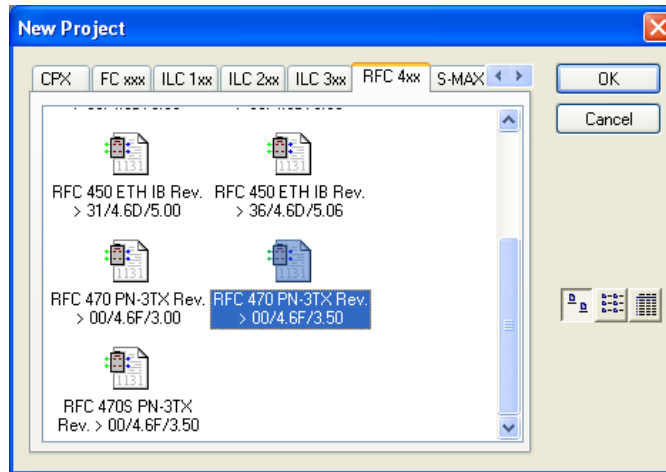 New Project
CPX FC xxx ILC 1xx ILC 2xx ILC 3xx RFC 4xx S-MAX
OK
Cancel
RFC 450 ETH IB Rev. RFC 450 ETH IB Rev.
> 31/4.6D/5.00 > 36/4.6D/5.06
RFC 470 PN-3TX Rev. RFC 470 PN-3TX Rev.
> 00/4.6F/3.00 > 00/4.6F/3.50
RFC 470S PN-3TX
Rev. > 00/4.6F/3.50